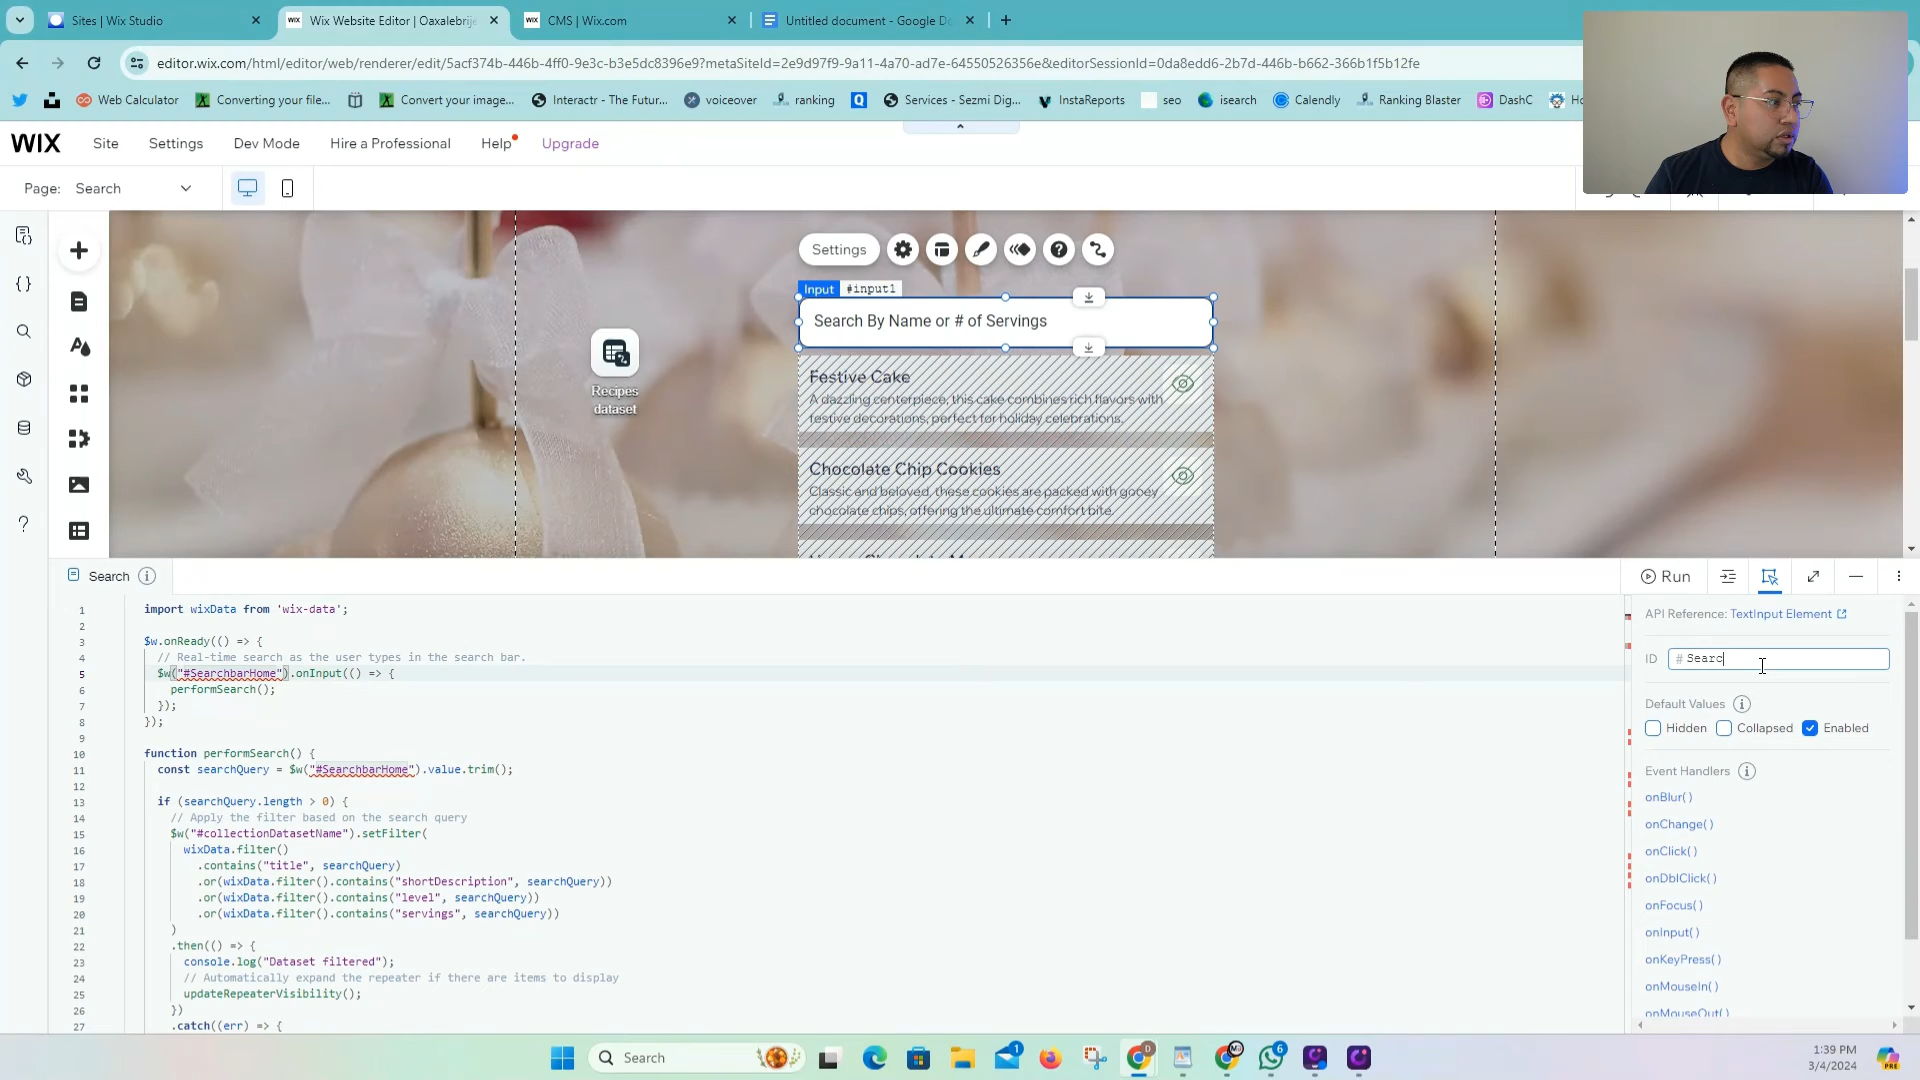 Sites | Wix Studio
Wix Website Editor | Oaxalebrije
CMS | Wix.com
Untitled document - Google Do
editor.wix.com/html/editor/web/renderer/edit/5acf374b-446b-4ff0-9e3c-b3e5dc8396e9?metaSiteId=2e9d97f9-9a11-4a70-ad7e-64550526356e&editorSessionId=0da8edd6-2b7d-446b-b662-366b1f5b12fe
Web Calculator
Converting your file...
Convert your image...
Interactr - The Futur...
voiceover
ranking
Services - Sezmi Dig...
InstaReports
seo
isearch
Calendly
Ranking Blaster
DashC
WIX
Site
Settings
Dev Mode
Hire a Professional
Help
Upgrade
Page: Search
Settings
Input #input1
Search By Name or # of Servings
Recipes
dataset
Festive Cake
A dazzling centerpiece, this cake combines rich flavors with
festive decorations, perfect for holiday celebrations.
Chocolate Chip Cookies
Classic and beloved, these cookies are packed with gooey
chocolate chips, offering the ultimate comfort bite.
Search
Run
1 import wixData from 'wix-data';
2
3 $w.onReady(() => {
4 // Real-time search as the user types in the search bar.
5 $w("#SearchbarHome").onInput(() => {
6 performSearch();
7 });
8 });
9
10 function performSearch() {
11 const searchQuery = $w("#SearchbarHome").value.trim();
12
13 if (searchQuery.length > 0) {
14 // Apply the filter based on the search query
15 $w("#collectionDatasetName").setFilter(
16 wixData.filter()
17 .contains("title", searchQuery)
18 .or(wixData.filter().contains("shortDescription", searchQuery))
19 .or(wixData.filter().contains("level", searchQuery))
20 .or(wixData.filter().contains("servings", searchQuery))
21 )
22 .then(() => {
23 console.log("Dataset filtered");
24 // Automatically expand the repeater if there are items to display
25 updateRepeaterVisibility();
26 })
27 .catch((err) => {
API Reference: TextInput Element
ID # Searc
Default Values
Hidden Collapsed Enabled
Event Handlers
onBlur()
onChange()
onClick()
onDblClick()
onFocus()
onInput()
onKeyPress()
onMouseIn()
onMouseOut()
Search
1
6
1:39 PM
3/4/2024